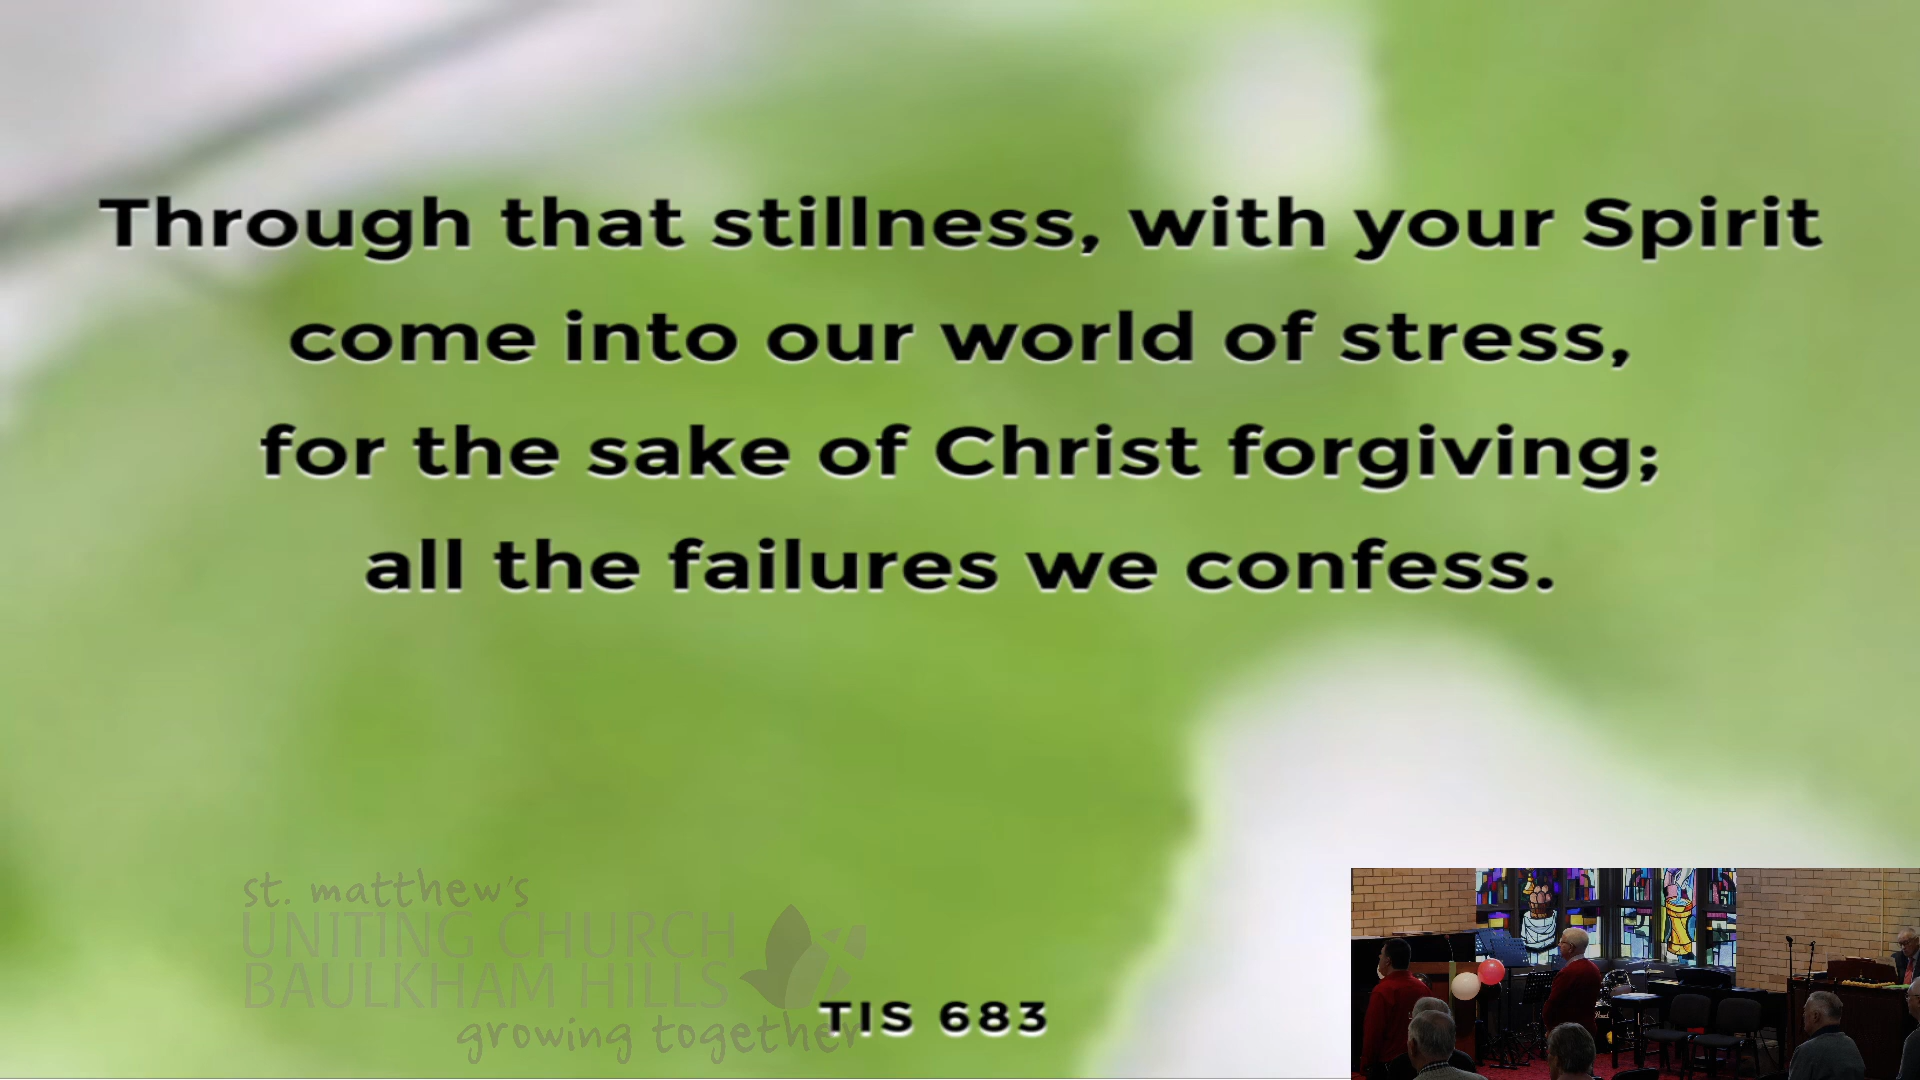 Through that stillness, with your Spirit
come into our world of stress,
for the sake of Christ forgiving;
all the failures we confess.
st. matthew's
UNITING CHURCH
BAULKHAM HILLS
growing together
TIS 683